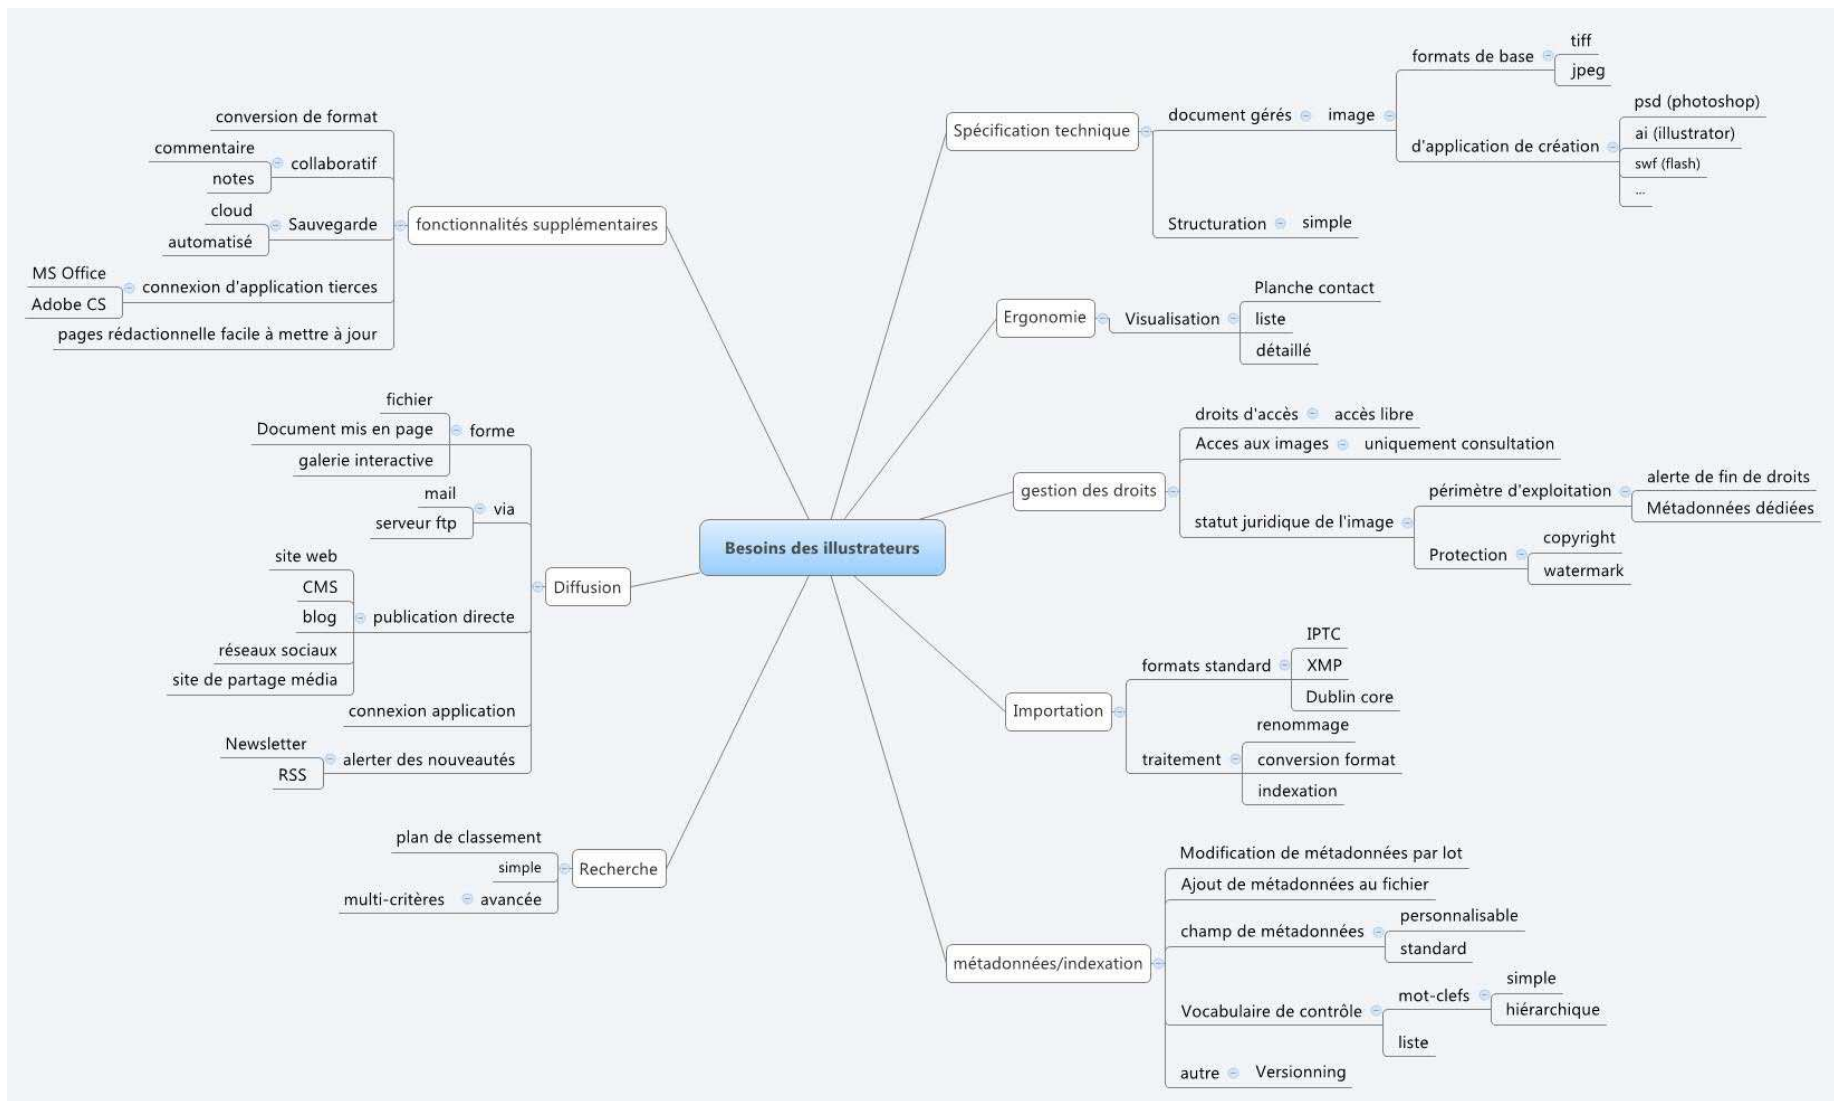 Besoins des illustrateurs
Spécification technique
document gérés
image
formats de base
tiff
jpeg
d'application de création
psd (photoshop)
ai (illustrator)
swf (flash)
...
Structuration
simple
Ergonomie
Visualisation
Planche contact
liste
détaillé
gestion des droits
droits d'accès
accès libre
Acces aux images
uniquement consultation
statut juridique de l'image
périmètre d'exploitation
alerte de fin de droits
Métadonnées dédiées
Protection
copyright
watermark
Importation
formats standard
IPTC
XMP
Dublin core
traitement
renommage
conversion format
indexation
métadonnées/indexation
Modification de métadonnées par lot
Ajout de métadonnées au fichier
champ de métadonnées
personnalisable
standard
Vocabulaire de contrôle
mot-clefs
simple
hiérarchique
liste
autre
Versionning
fonctionnalités supplémentaires
conversion de format
collaboratif
commentaire
notes
Sauvegarde
cloud
automatisé
connexion d'application tierces
MS Office
Adobe CS
pages rédactionnelle facile à mettre à jour
Diffusion
forme
fichier
Document mis en page
galerie interactive
via
mail
serveur ftp
publication directe
site web
CMS
blog
réseaux sociaux
site de partage média
connexion application
alerter des nouveautés
Newsletter
RSS
Recherche
plan de classement
simple
avancée
multi-critères